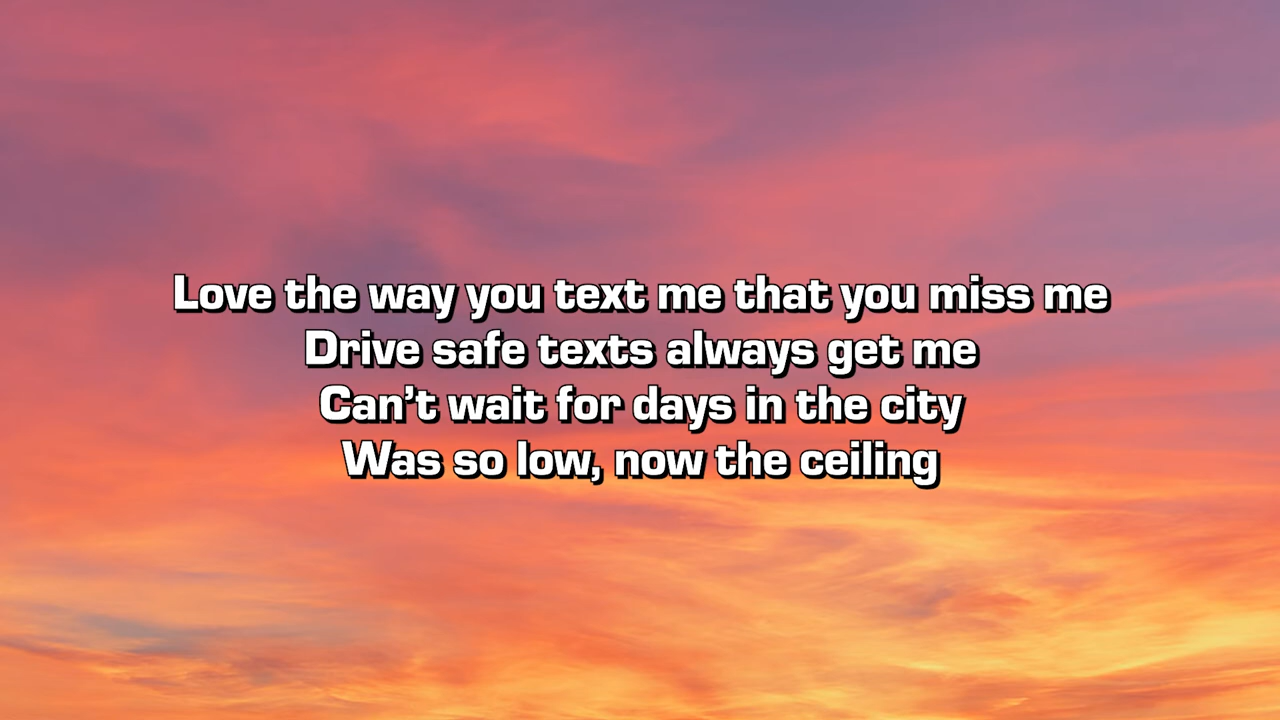 Love the way you text me that you miss me
Drive safe texts always get me
Can’t wait for days in the city
Was so low, now the ceiling